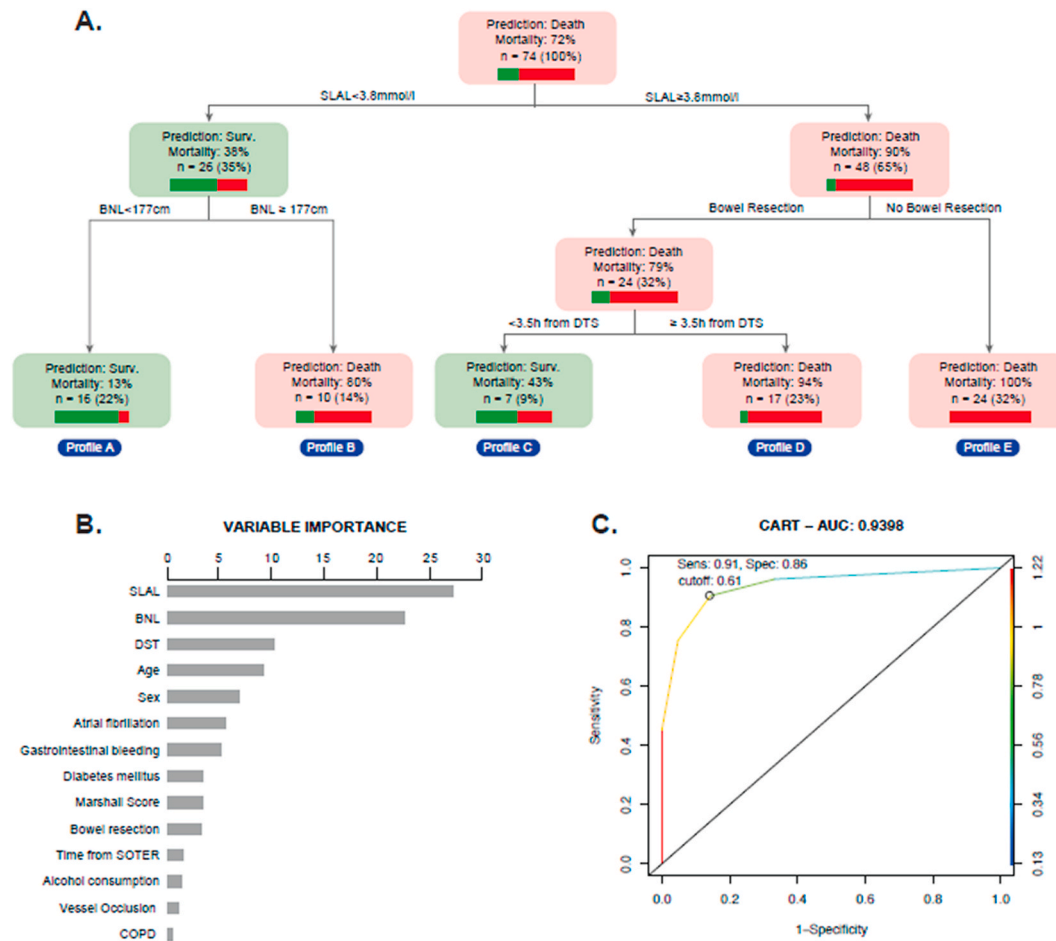 A.
Prediction: Death
Mortality: 72%
n = 74 (100%)
SLAL<3.8mmol/l
SLAL≥3.8mmol/l
Prediction: Surv.
Mortality: 38%
n = 26 (35%)
Prediction: Death
Mortality: 90%
n = 48 (65%)
BNL<177cm
BNL ≥ 177cm
Bowel Resection
No Bowel Resection
Prediction: Death
Mortality: 79%
n = 24 (32%)
<3.5h from DTS
≥ 3.5h from DTS
Prediction: Surv.
Mortality: 13%
n = 16 (22%)
Prediction: Death
Mortality: 80%
n = 10 (14%)
Prediction: Surv.
Mortality: 43%
n = 7 (9%)
Prediction: Death
Mortality: 94%
n = 17 (23%)
Prediction: Death
Mortality: 100%
n = 24 (32%)
Profile A
Profile B
Profile C
Profile D
Profile E
B.
VARIABLE IMPORTANCE
0 5 10 15 20 25 30
SLAL
BNL
DST
Age
Sex
Atrial fibrillation
Gastrointestinal bleeding
Diabetes mellitus
Marshall Score
Bowel resection
Time from SOTER
Alcohol consumption
Vessel Occlusion
COPD
C.
CART – AUC: 0.9398
Sens: 0.91, Spec: 0.86
cutoff: 0.61
Sensitivity
1.0
0.8
0.6
0.4
0.2
0.0
0.0 0.2 0.4 0.6 0.8 1.0
1–Specificity
1.22
1
0.78
0.56
0.34
0.13